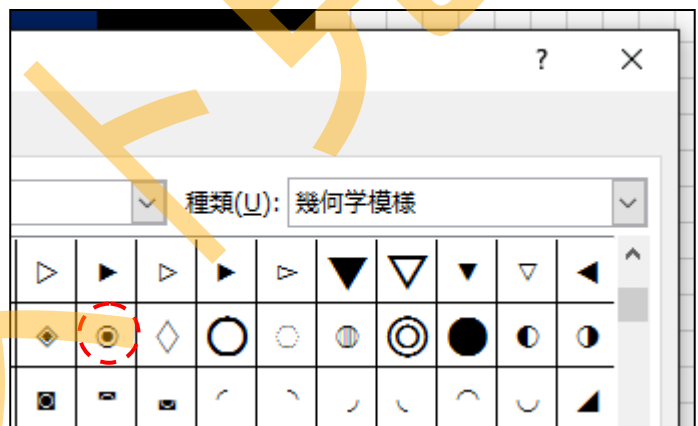 ?
種類(U): 幾何学模様
▷ ▶ ▷ ► ▻ ▼ ▽ ▾ ▿ ◀
◈ ◉ ◊ ○ ◌ ◍ ◎ ● ◐ ◑
◙ ◚ ◛ ◜ ◝ ◞ ◟ ◠ ◡ ◢